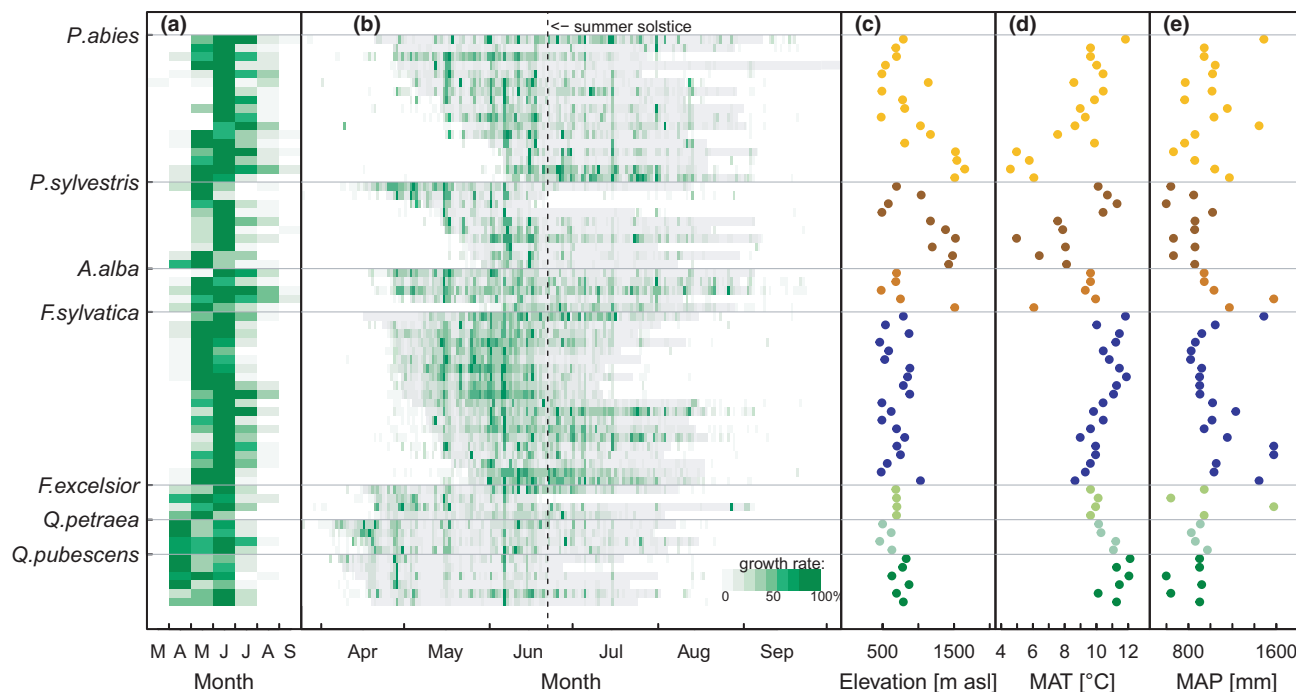 (a)
(b)
<– summer solstice
(c)
(d)
(e)
P.abies
P.sylvestris
A.alba
F.sylvatica
F.excelsior
Q.petraea
Q.pubescens
growth rate:
0 50 100%
M A M J J A S
Apr May Jun Jul Aug Sep
500 1500
4 6 8 10 12
800 1600
Month
Month
Elevation [m asl]
MAT [°C]
MAP [mm]